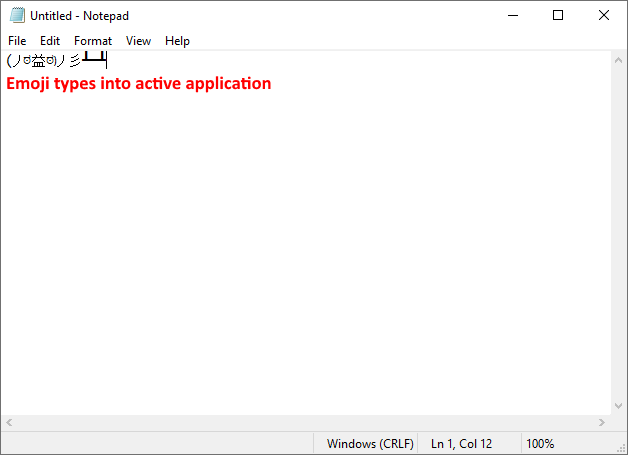 Untitled - Notepad
File Edit Format View Help
(ノಠ益ಠ)ノ彡┻━┻
Emoji types into active application
Windows (CRLF) Ln 1, Col 12 100%